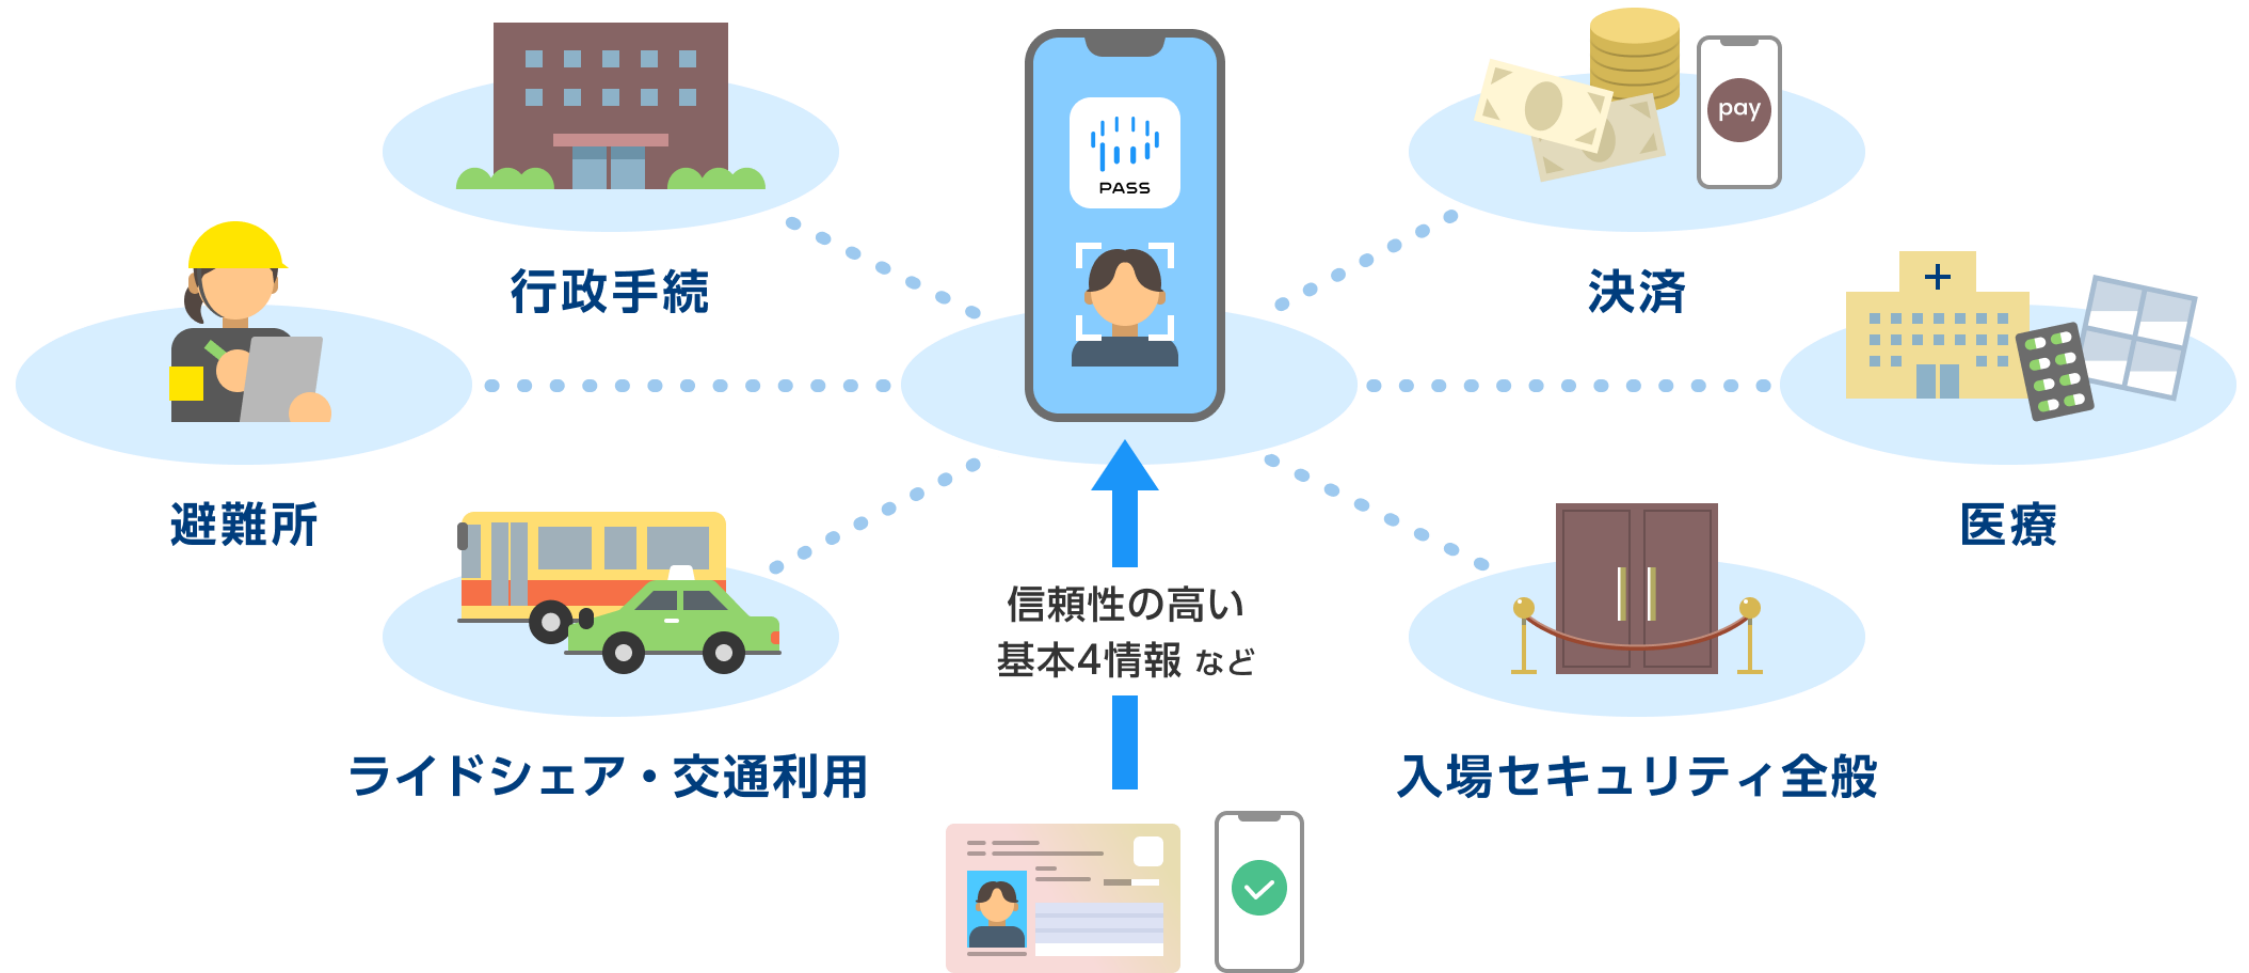 PASS
pay
行政手続
決済
避難所
医療
信頼性の高い
基本4情報 など
ライドシェア・交通利用
入場セキュリティ全般